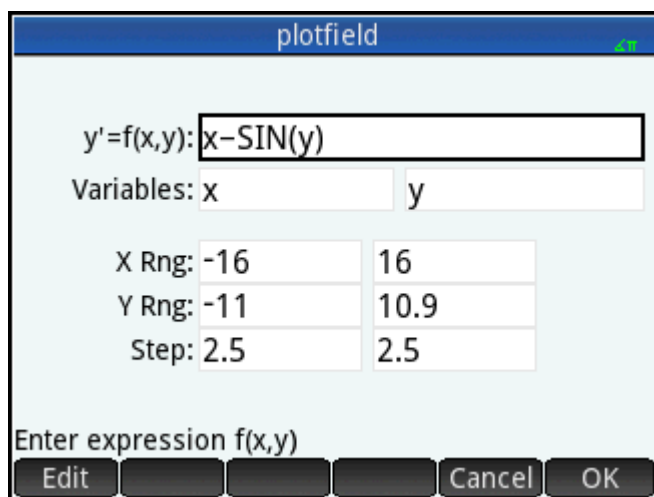 plotfield
∡π
y'=f(x,y): x−SIN(y)
Variables: x y
X Rng: -16 16
Y Rng: -11 10.9
Step: 2.5 2.5
Enter expression f(x,y)
Edit Cancel OK